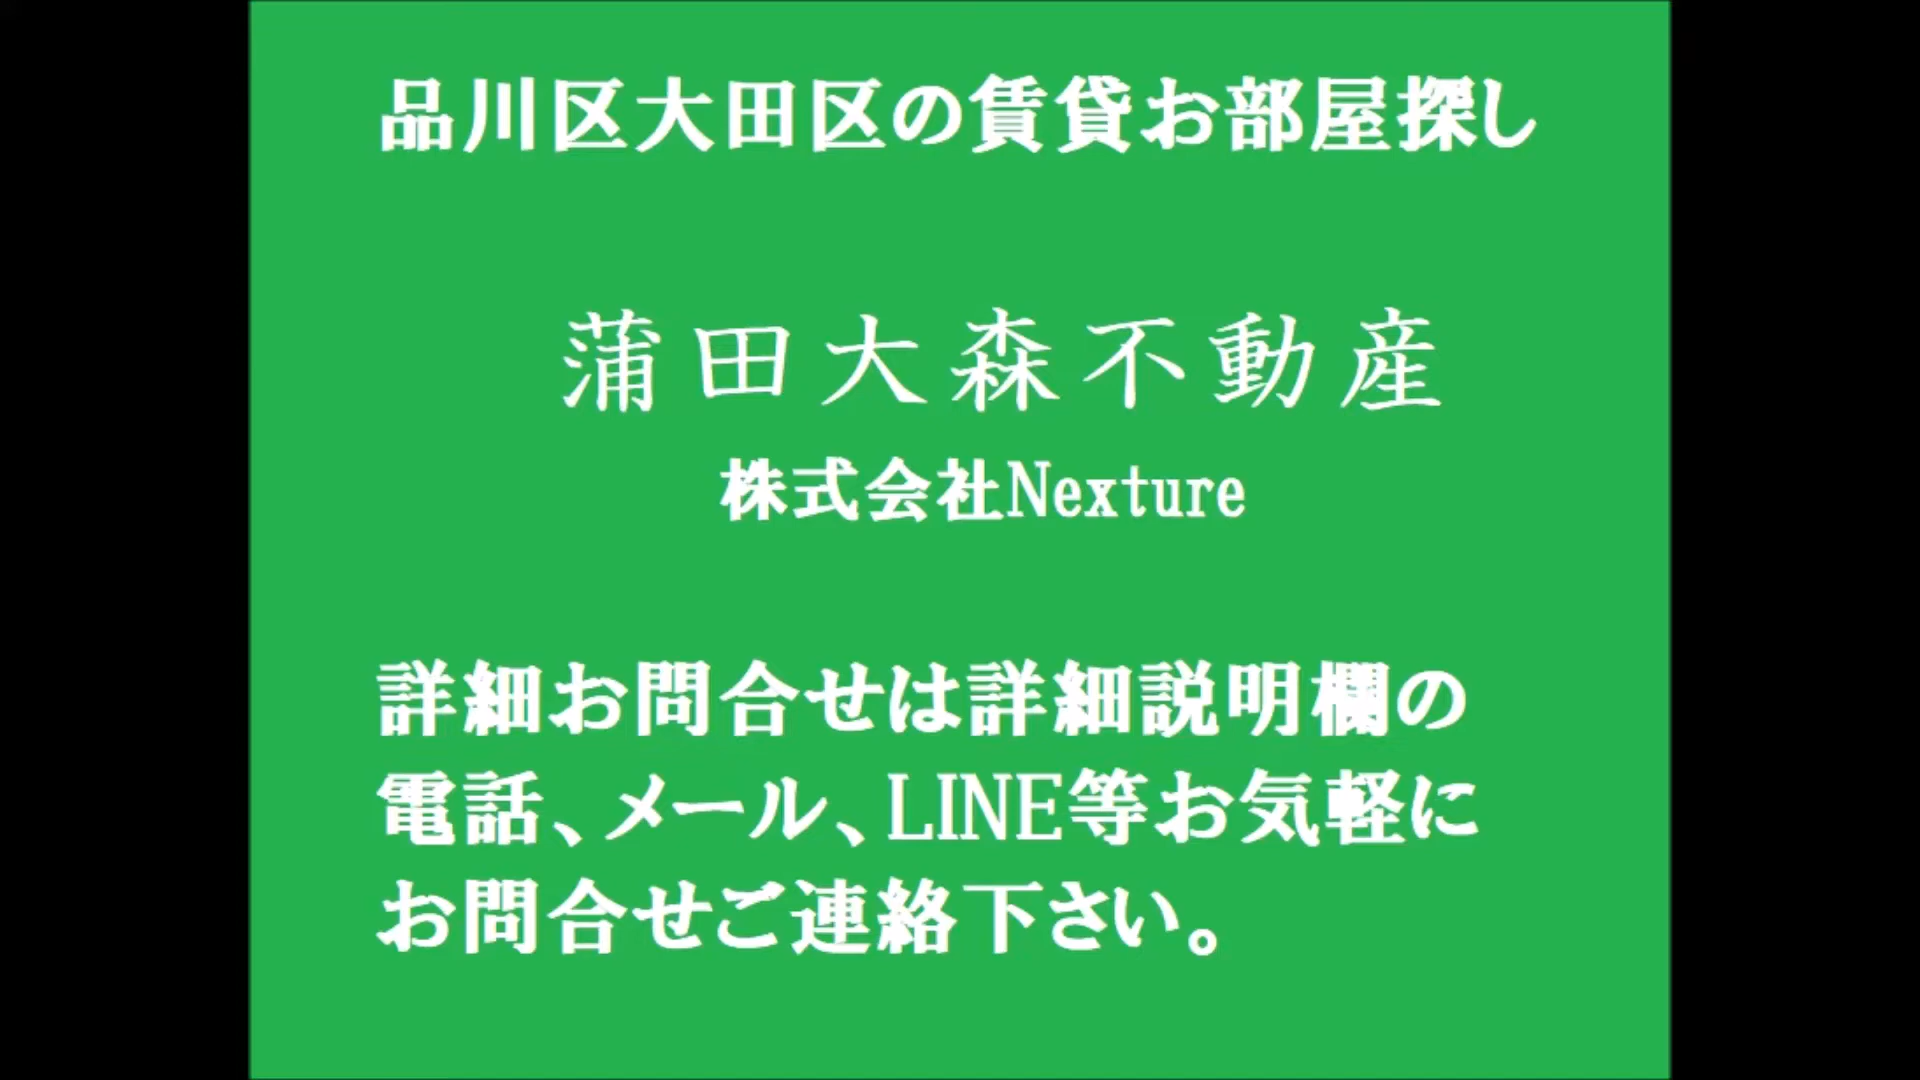 品川区大田区の賃貸お部屋探し
蒲田大森不動産
株式会社Nexture
詳細お問合せは詳細説明欄の
電話、メール、LINE等お気軽に
お問合せご連絡下さい。